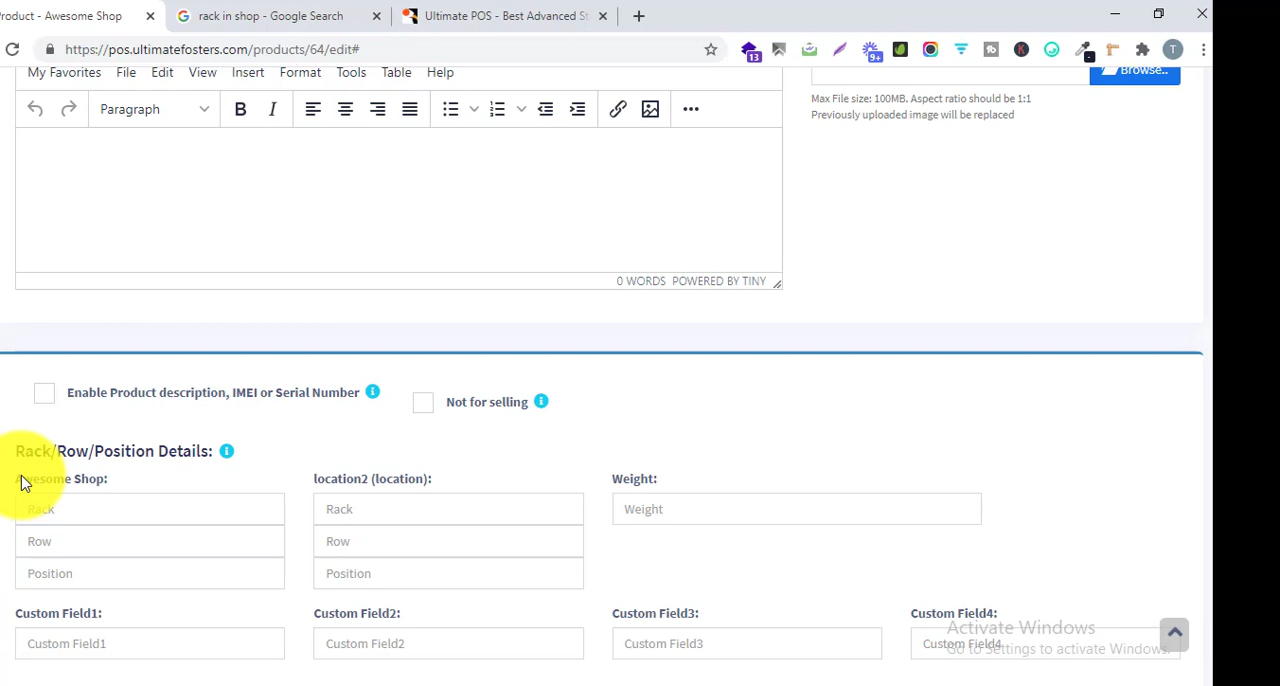 Product - Awesome Shop
rack in shop - Google Search
Ultimate POS - Best Advanced St
https://pos.ultimatefosters.com/products/64/edit#
13
9+
K
T
My Favorites File Edit View Insert Format Tools Table Help
Browse..
Paragraph
B I
Max File size: 100MB. Aspect ratio should be 1:1
Previously uploaded image will be replaced
0 WORDS POWERED BY TINY
Enable Product description, IMEI or Serial Number
Not for selling
Rack/Row/Position Details:
Awesome Shop: location2 (location): Weight:
Rack Rack Weight
Row Row
Position Position
Custom Field1: Custom Field2: Custom Field3: Custom Field4:
Activate Windows
Custom Field1 Custom Field2 Custom Field3 Custom Field4
Go to Settings to activate Windows.